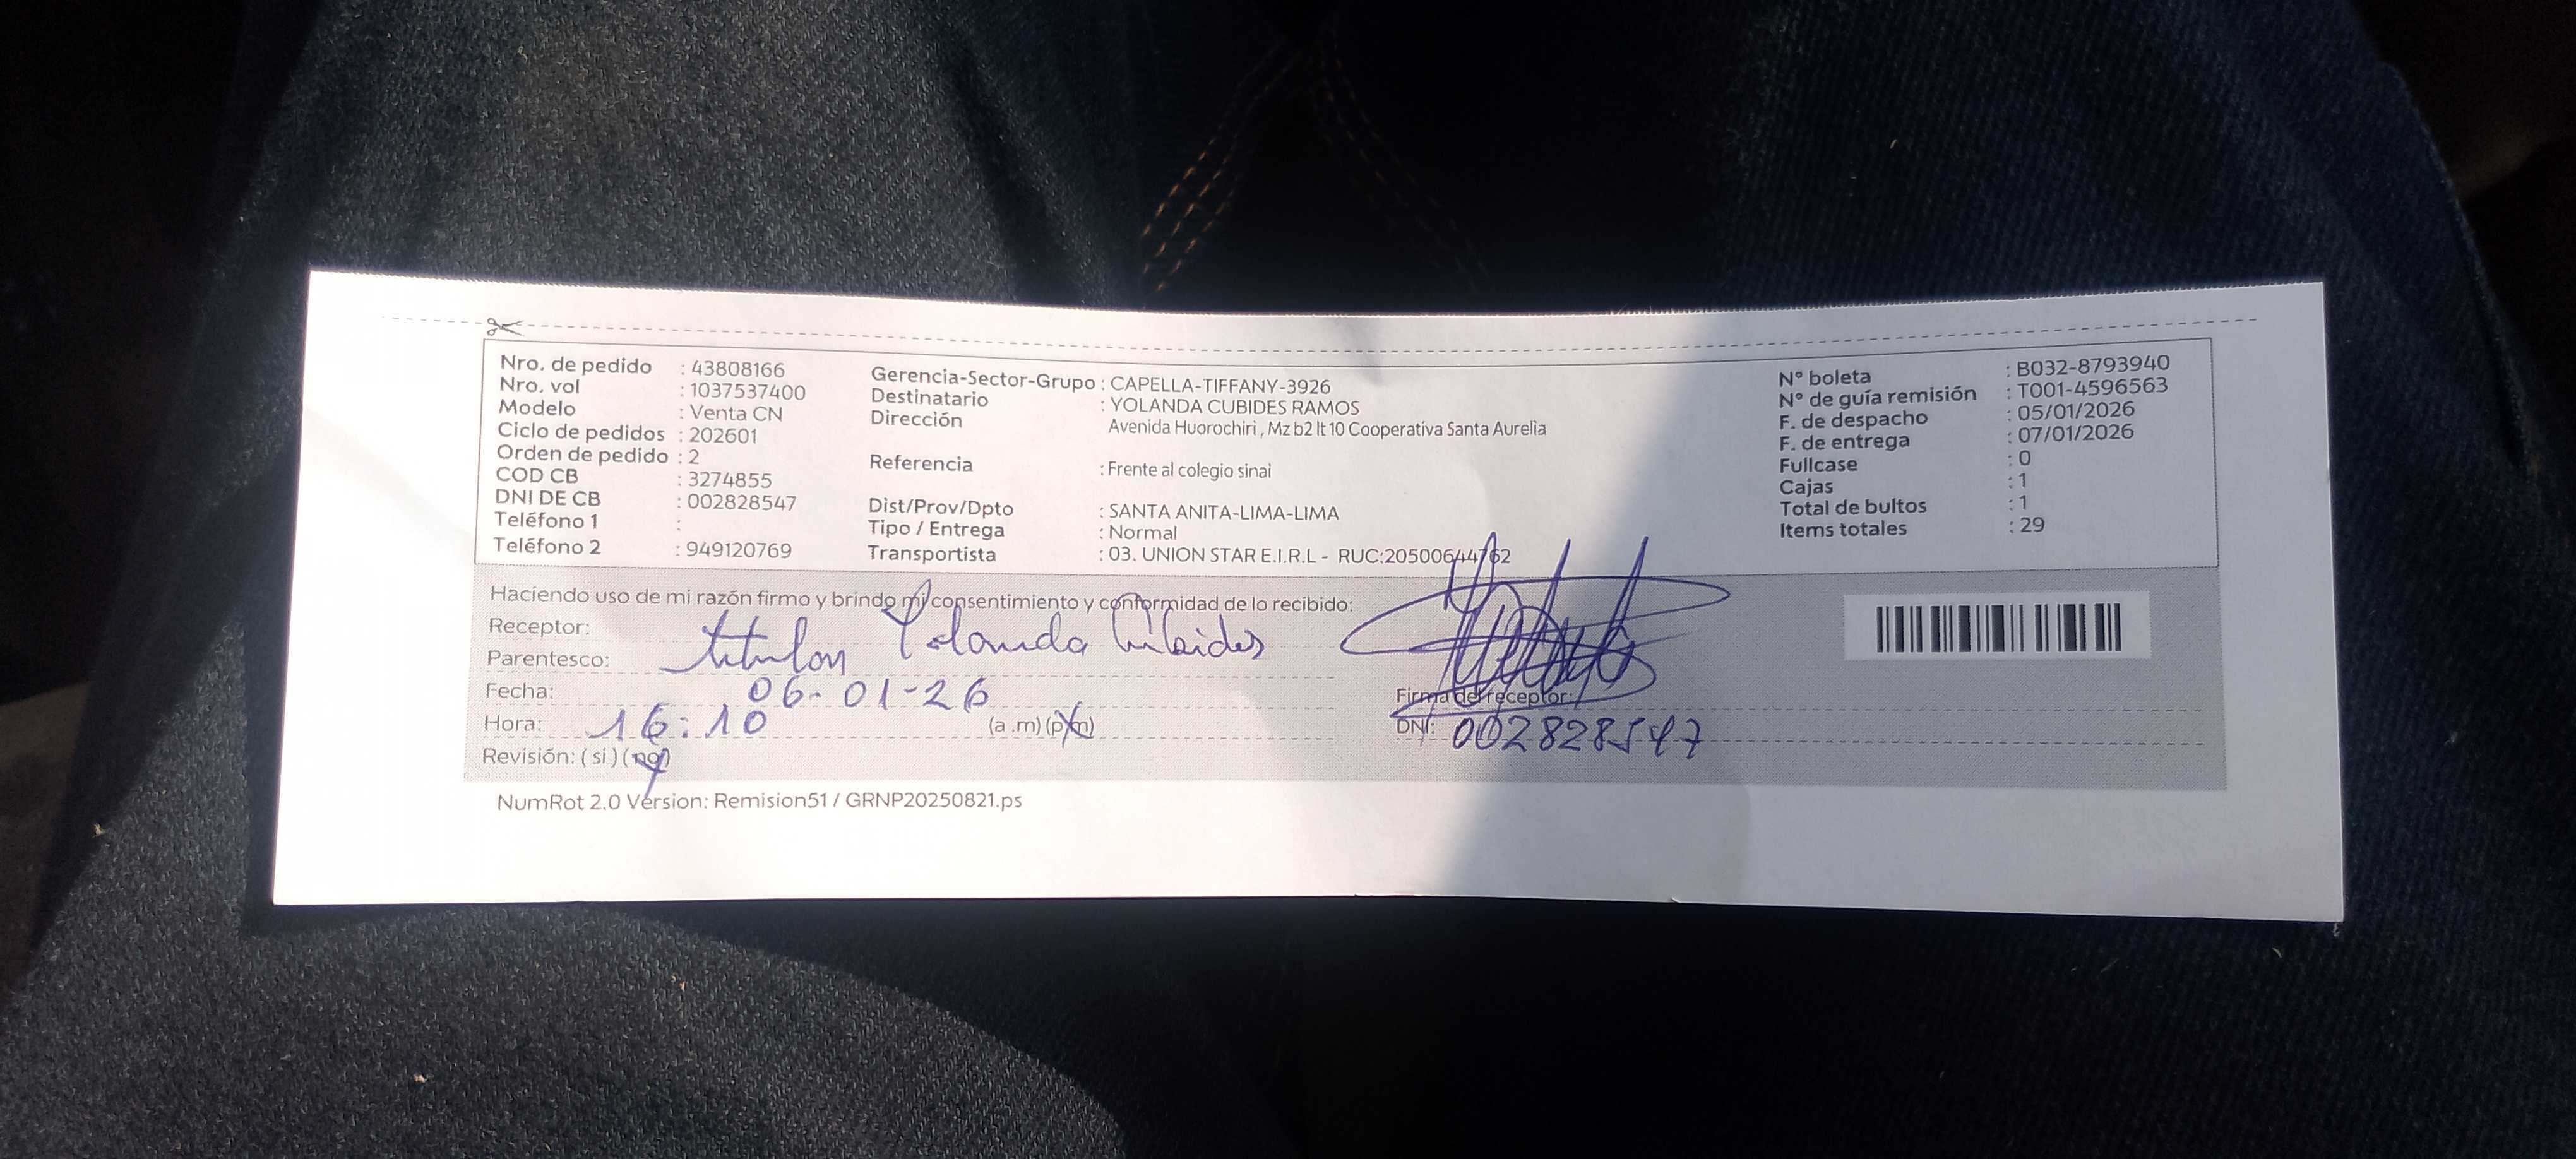 Nro. de pedido : 43808166
Nro. vol : 1037537400
Modelo : Venta CN
Ciclo de pedidos : 202601
Orden de pedido : 2
COD CB : 3274855
DNI DE CB : 002828547
Teléfono 1 :
Teléfono 2 : 949120769
Gerencia-Sector-Grupo : CAPELLA-TIFFANY-3926
Destinatario : YOLANDA CUBIDES RAMOS
Dirección Avenida Huorochiri , Mz b2 lt 10 Cooperativa Santa Aurelia
Referencia : Frente al colegio sinai
Dist/Prov/Dpto : SANTA ANITA-LIMA-LIMA
Tipo / Entrega : Normal
Transportista : 03. UNION STAR E.I.R.L - RUC:20500644762
N° boleta : B032-8793940
N° de guía remisión : T001-4596563
F. de despacho : 05/01/2026
F. de entrega : 07/01/2026
Fullcase : 0
Cajas : 1
Total de bultos : 1
Items totales : 29
Haciendo uso de mi razón firmo y brindo mi consentimiento y conformidad de lo recibido:
Receptor: Yolanda Cubides
Parentesco: titular
Fecha: 06-01-26
Hora: 16:10 (a .m) (p.m)
Revisión: ( si ) ( no )
Firma del receptor:
DNI: 002828547
NumRot 2.0 Version: Remision51 / GRNP20250821.ps